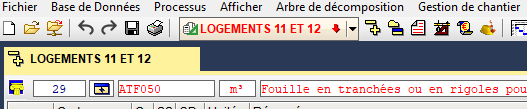 Fichier Base de Données Processus Afficher Arbre de décomposition Gestion de chantier
LOGEMENTS 11 ET 12
LOGEMENTS 11 ET 12
29 ATF050 m³ Fouille en tranchées ou en rigoles pou